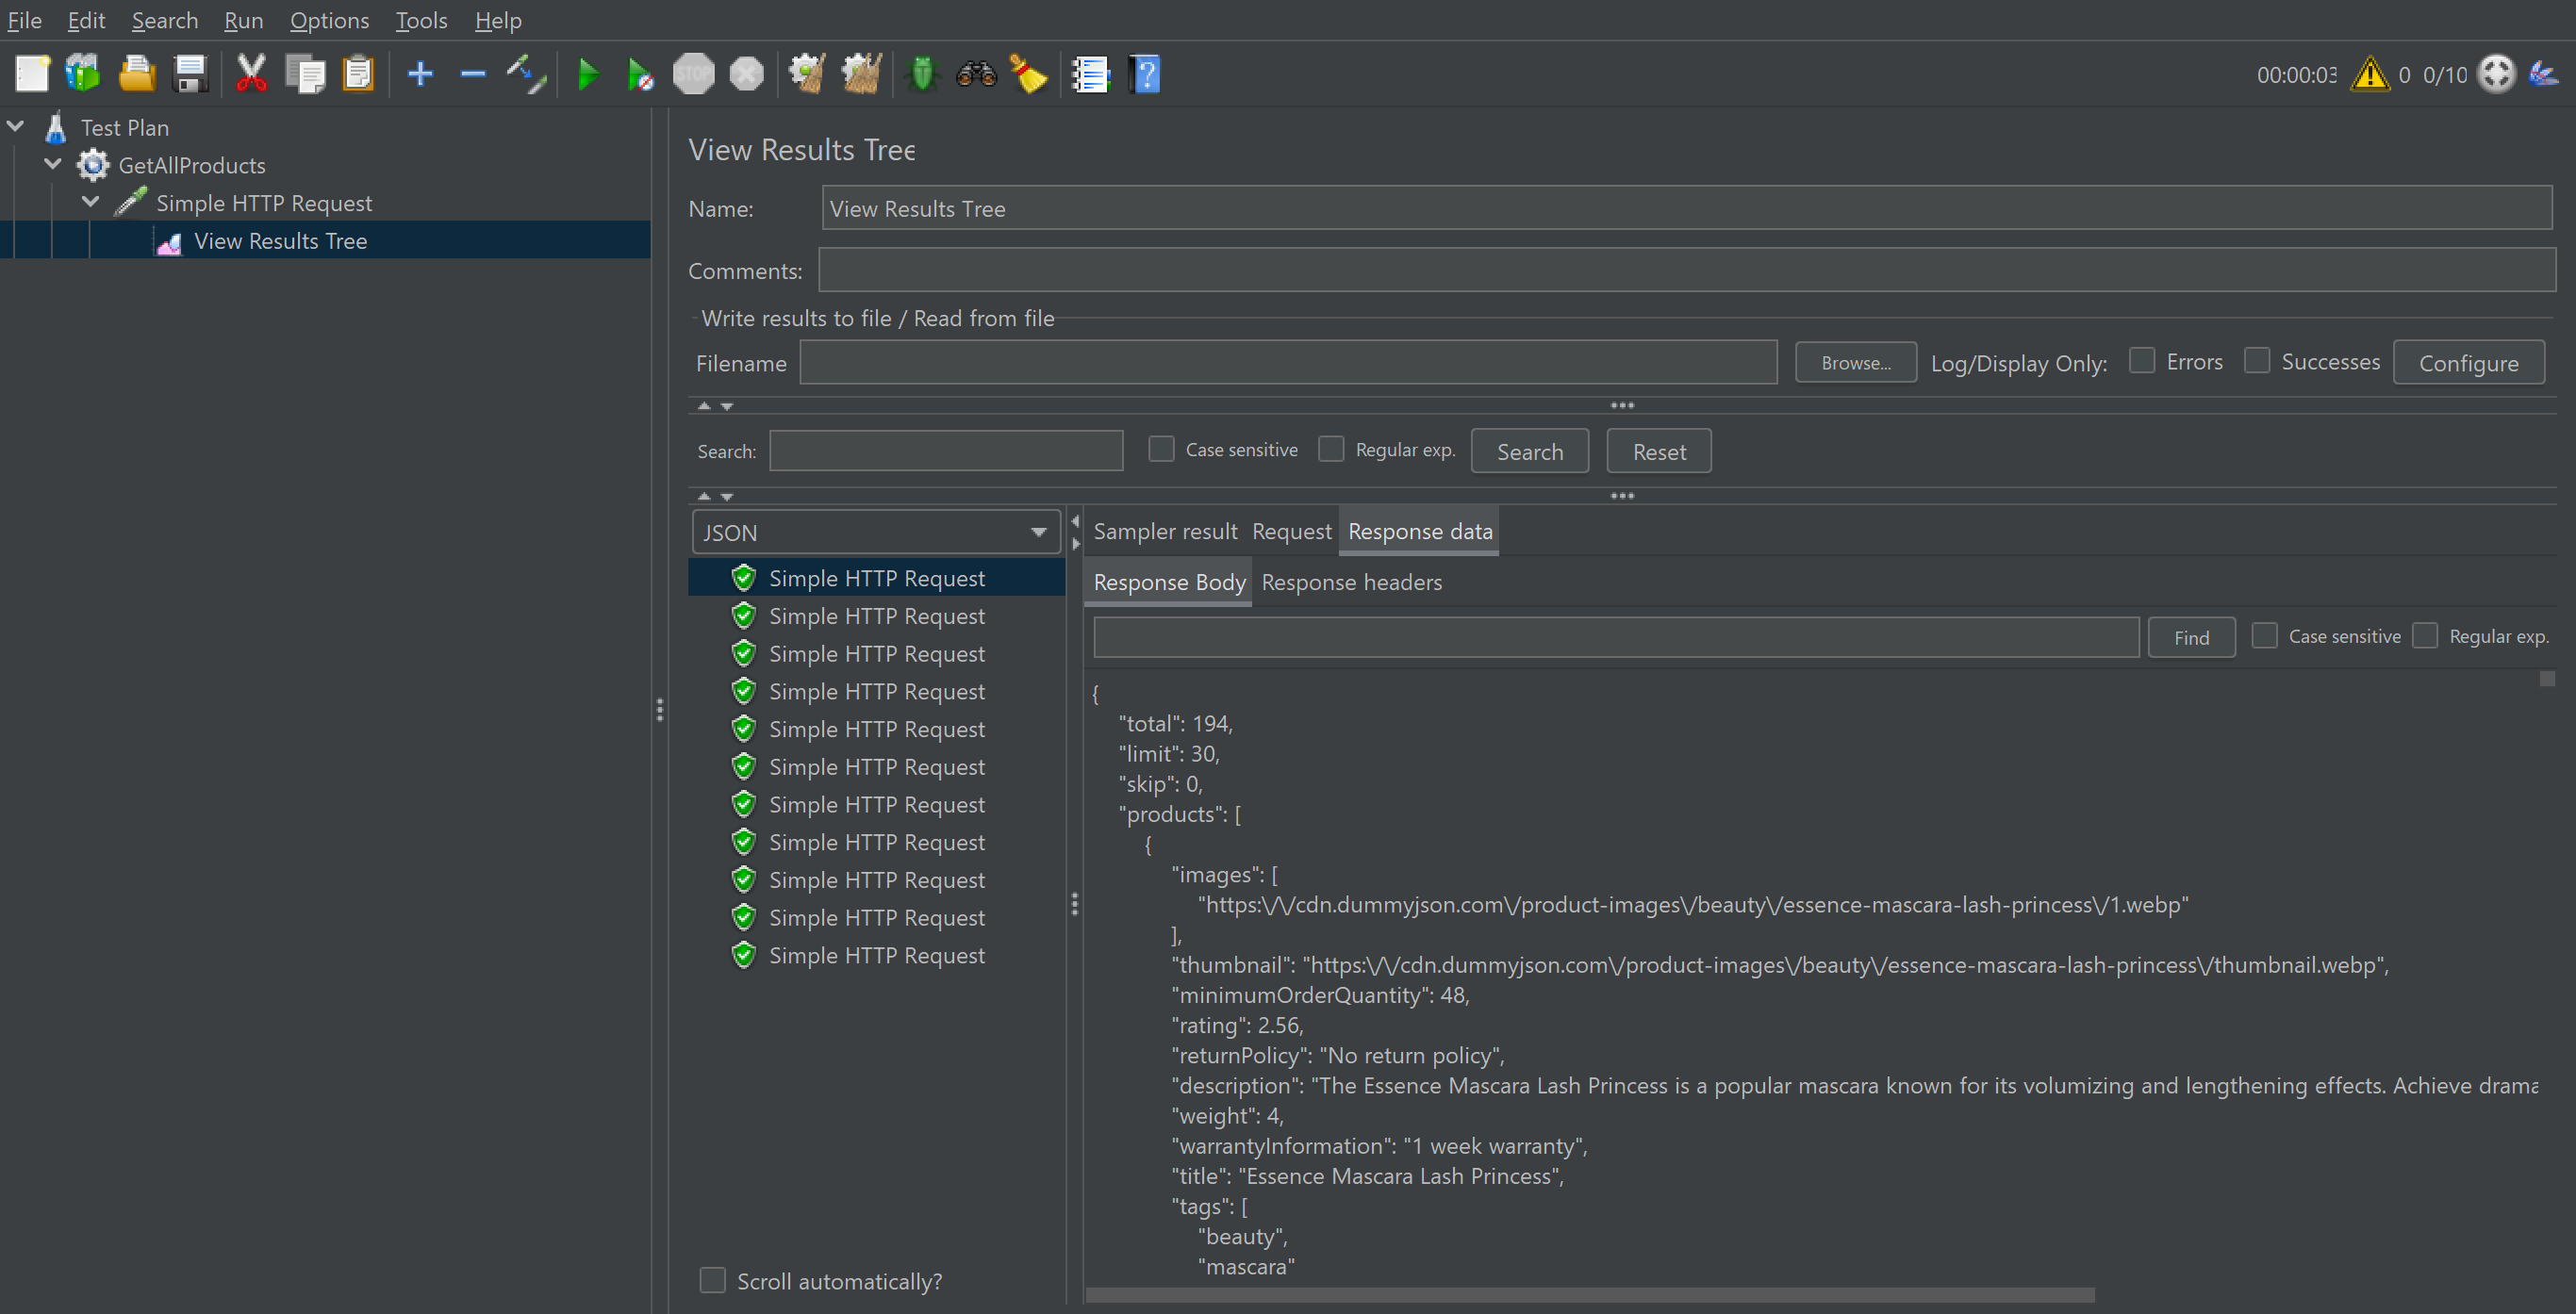 File Edit Search Run Options Tools Help
STOP
00:00:03 0 0/10
Test Plan
GetAllProducts
Simple HTTP Request
View Results Tree
View Results Tree
Name: View Results Tree
Comments:
Write results to file / Read from file
Filename Browse... Log/Display Only: Errors Successes Configure
Search: Case sensitive Regular exp. Search Reset
JSON
Simple HTTP Request
Simple HTTP Request
Simple HTTP Request
Simple HTTP Request
Simple HTTP Request
Simple HTTP Request
Simple HTTP Request
Simple HTTP Request
Simple HTTP Request
Simple HTTP Request
Simple HTTP Request
Scroll automatically?
Sampler result Request Response data
Response Body Response headers
Find Case sensitive Regular exp.
{
"total": 194,
"limit": 30,
"skip": 0,
"products": [
{
"images": [
"https:\/\/cdn.dummyjson.com\/product-images\/beauty\/essence-mascara-lash-princess\/1.webp"
],
"thumbnail": "https:\/\/cdn.dummyjson.com\/product-images\/beauty\/essence-mascara-lash-princess\/thumbnail.webp",
"minimumOrderQuantity": 48,
"rating": 2.56,
"returnPolicy": "No return policy",
"description": "The Essence Mascara Lash Princess is a popular mascara known for its volumizing and lengthening effects. Achieve drama
"weight": 4,
"warrantyInformation": "1 week warranty",
"title": "Essence Mascara Lash Princess",
"tags": [
"beauty",
"mascara"